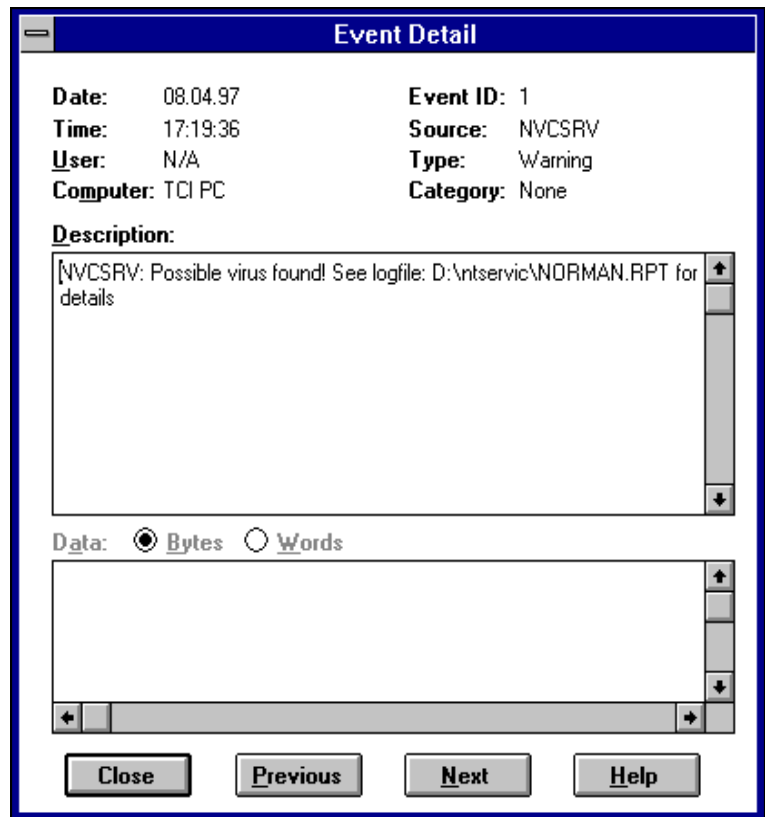 Event Detail
Date: 08.04.97 Event ID: 1
Time: 17:19:36 Source: NVCSRV
User: N/A Type: Warning
Computer: TCI PC Category: None
Description:
NVCSRV: Possible virus found! See logfile: D:\ntservic\NORMAN.RPT for
details
Data: Bytes Words
Close Previous Next Help